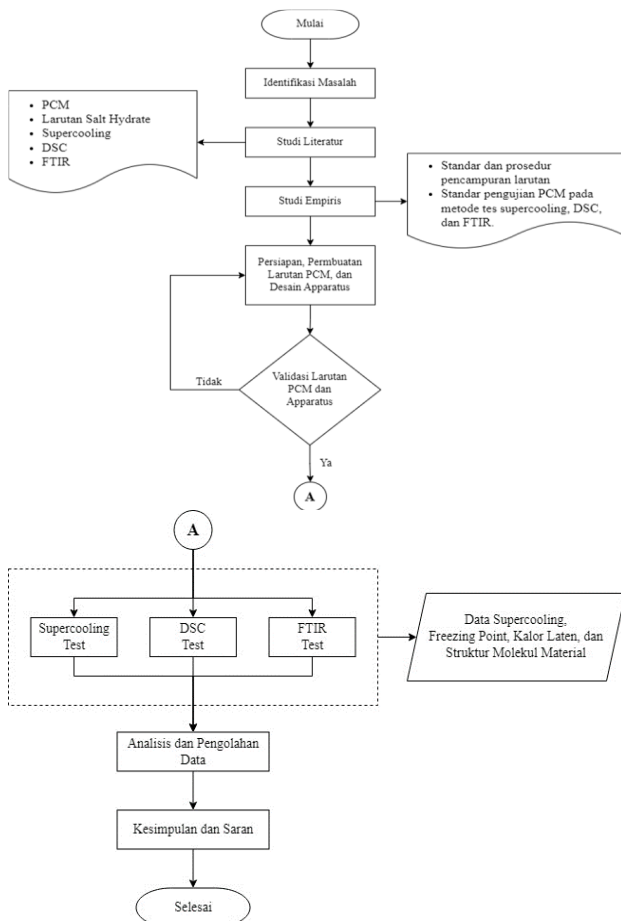 Mulai
Identifikasi Masalah
• PCM
• Larutan Salt Hydrate
• Supercooling
• DSC
• FTIR
Studi Literatur
Studi Empiris
• Standar dan prosedur
pencampuran larutan
• Standar pengujian PCM pada
metode tes supercooling, DSC,
dan FTIR.
Persiapan, Permbuatan
Larutan PCM, dan
Desain Apparatus
Tidak
Validasi Larutan
PCM dan
Apparatus
Ya
A
A
Supercooling
Test
DSC
Test
FTIR
Test
Data Supercooling,
Freezing Point, Kalor Laten, dan
Struktur Molekul Material
Analisis dan Pengolahan
Data
Kesimpulan dan Saran
Selesai